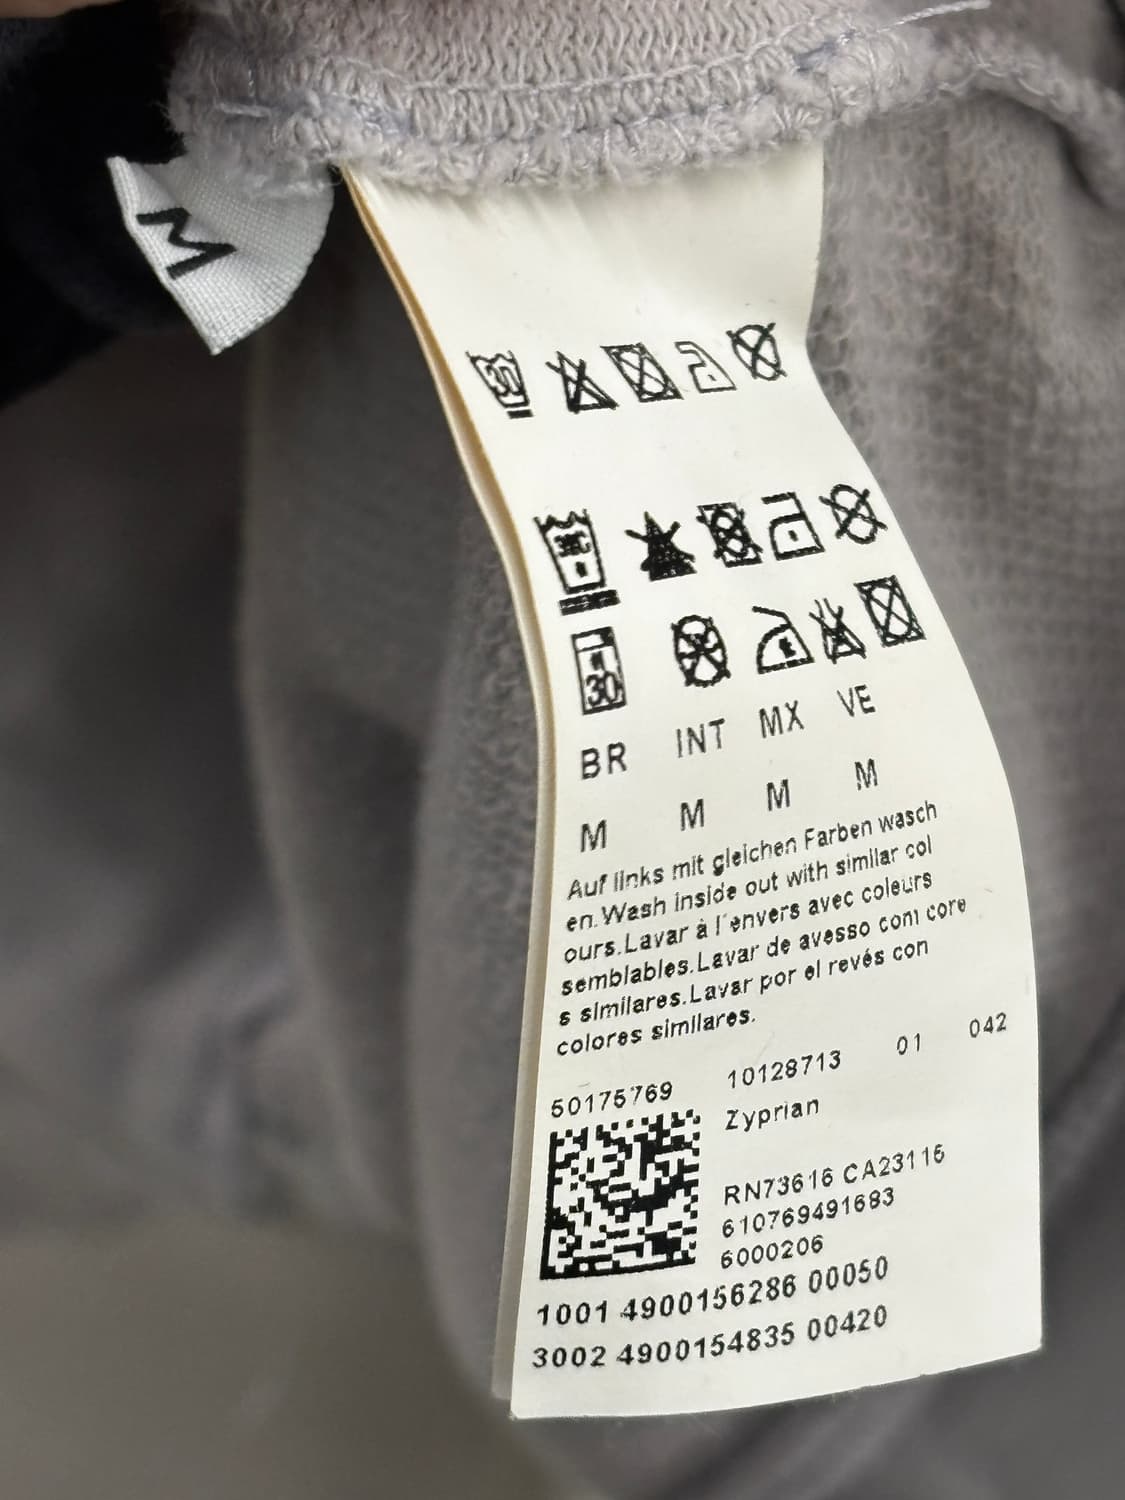 M
30
30
BR INT MX VE
M M M M
Auf links mit gleichen Farben wasch
en.Wash inside out with similar col
ours.Lavar à l'envers avec coleurs
semblables.Lavar de avesso com core
s similares.Lavar por el revés con
colores similares.
50175769 10128713 01 042
Zyprian
RN73616 CA23116
610769491683
6000206
1001 4900156286 00050
3002 4900154835 00420